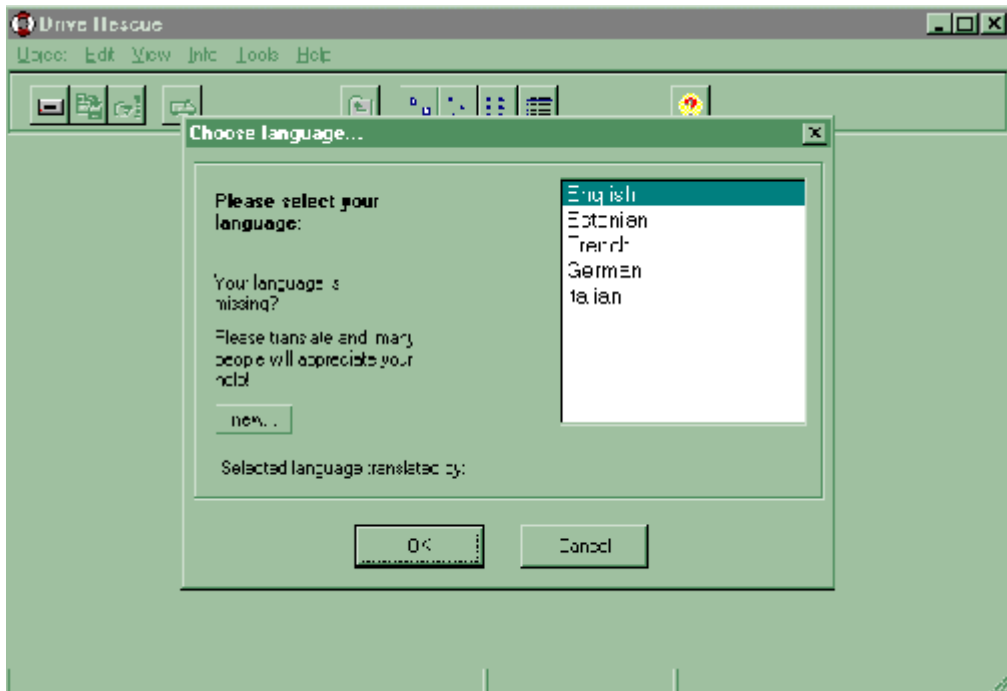 Drive Rescue
Object Edit View Info Tools Help
Choose language...
Please select your
language:
Your language is
missing?
Please translate and many
people will appreciate your
help!
new...
Selected language translated by:
English
Estonian
French
German
Italian
OK
Cancel